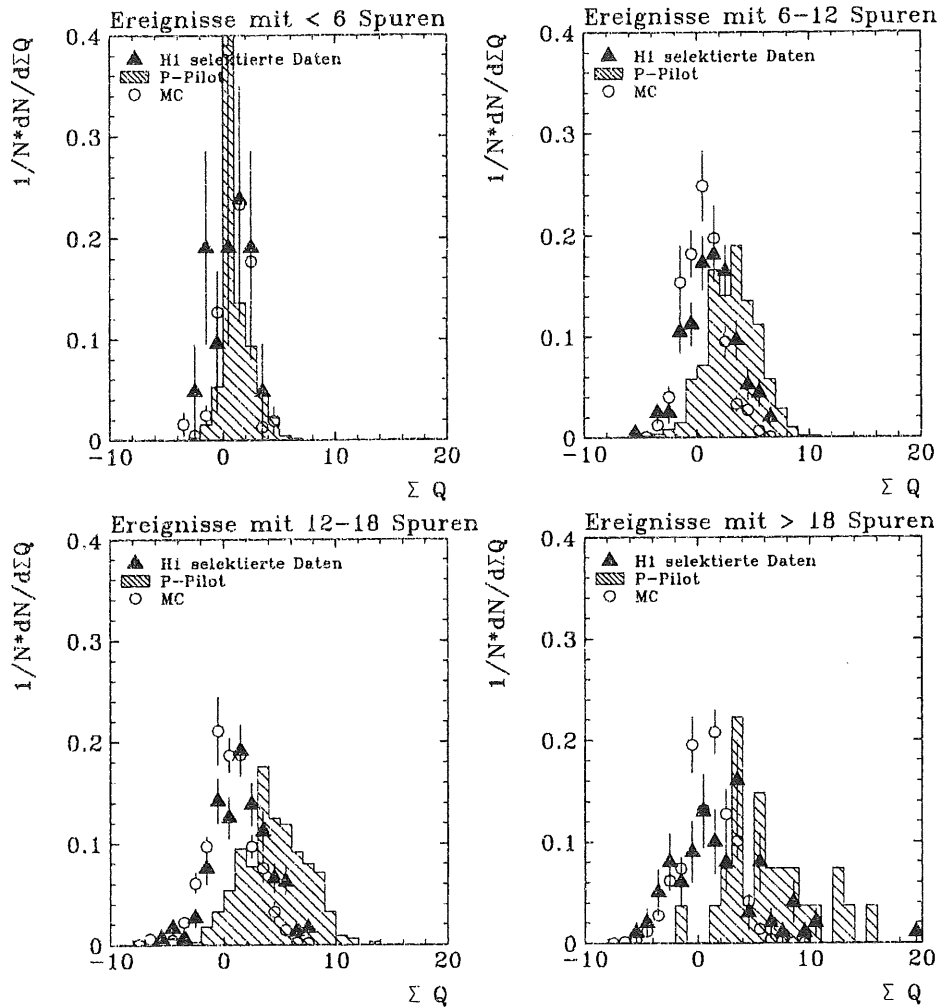 Ereignisse mit < 6 Spuren
1/N*dN/dΣQ
0.4
0.3
0.2
0.1
0
H1 selektierte Daten
P-Pilot
MC
-10
0
10
20
Σ Q
Ereignisse mit 6-12 Spuren
1/N*dN/dΣQ
0.4
0.3
0.2
0.1
0
H1 selektierte Daten
P-Pilot
MC
-10
0
10
20
Σ Q
Ereignisse mit 12-18 Spuren
1/N*dN/dΣQ
0.4
0.3
0.2
0.1
0
H1 selektierte Daten
P-Pilot
MC
-10
0
10
20
Σ Q
Ereignisse mit > 18 Spuren
1/N*dN/dΣQ
0.4
0.3
0.2
0.1
0
H1 selektierte Daten
P-Pilot
MC
-10
0
10
20
Σ Q